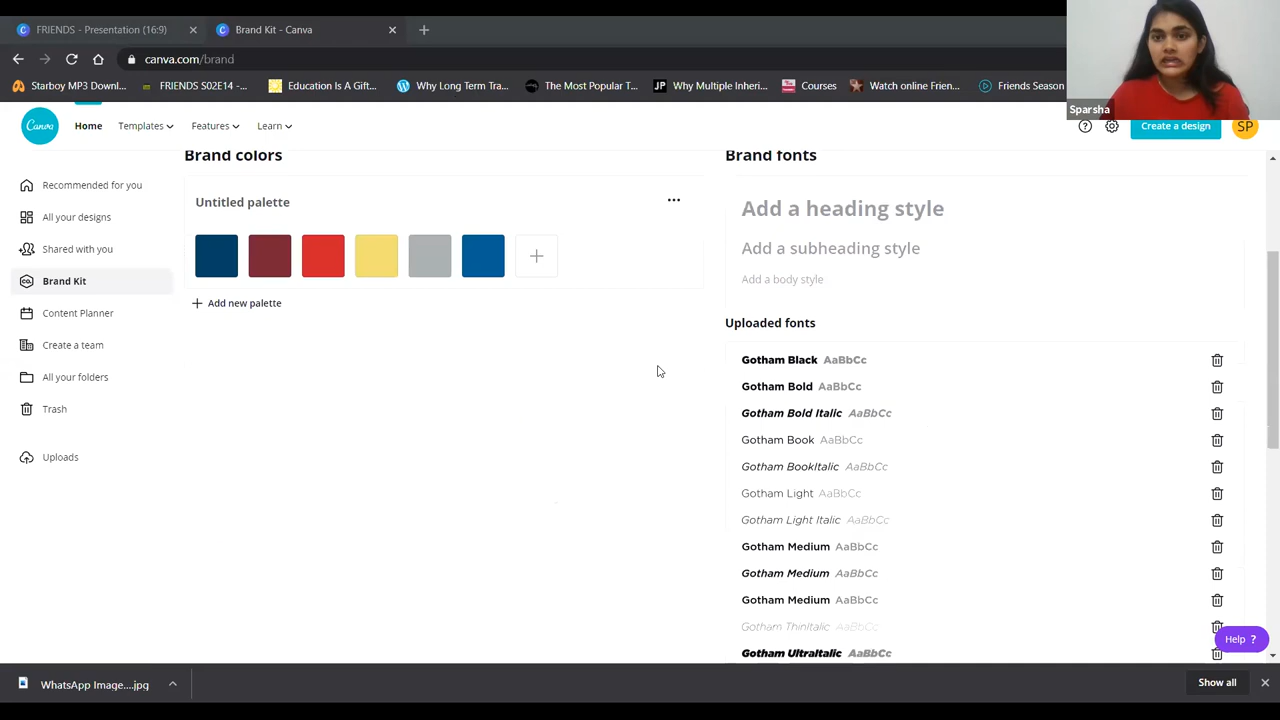 FRIENDS - Presentation (16:9)
Brand Kit - Canva
canva.com/brand
Starboy MP3 Downl...
FRIENDS S02E14 -...
Education Is A Gift...
Why Long Term Tra...
The Most Popular T...
JP Why Multiple Inheri...
Courses
Watch online Frien...
Friends Season
Sparsha
Canva
Home
Templates
Features
Learn
Create a design
SP
Recommended for you
All your designs
Shared with you
Brand Kit
Content Planner
Create a team
All your folders
Trash
Uploads
Brand colors
Untitled palette
Add new palette
Brand fonts
Add a heading style
Add a subheading style
Add a body style
Uploaded fonts
Gotham Black AaBbCc
Gotham Bold AaBbCc
Gotham Bold Italic AaBbCc
Gotham Book AaBbCc
Gotham BookItalic AaBbCc
Gotham Light AaBbCc
Gotham Light Italic AaBbCc
Gotham Medium AaBbCc
Gotham Medium AaBbCc
Gotham Medium AaBbCc
Gotham ThinItalic AaBbCc
Gotham UltraItalic AaBbCc
Help ?
WhatsApp Image....jpg
Show all